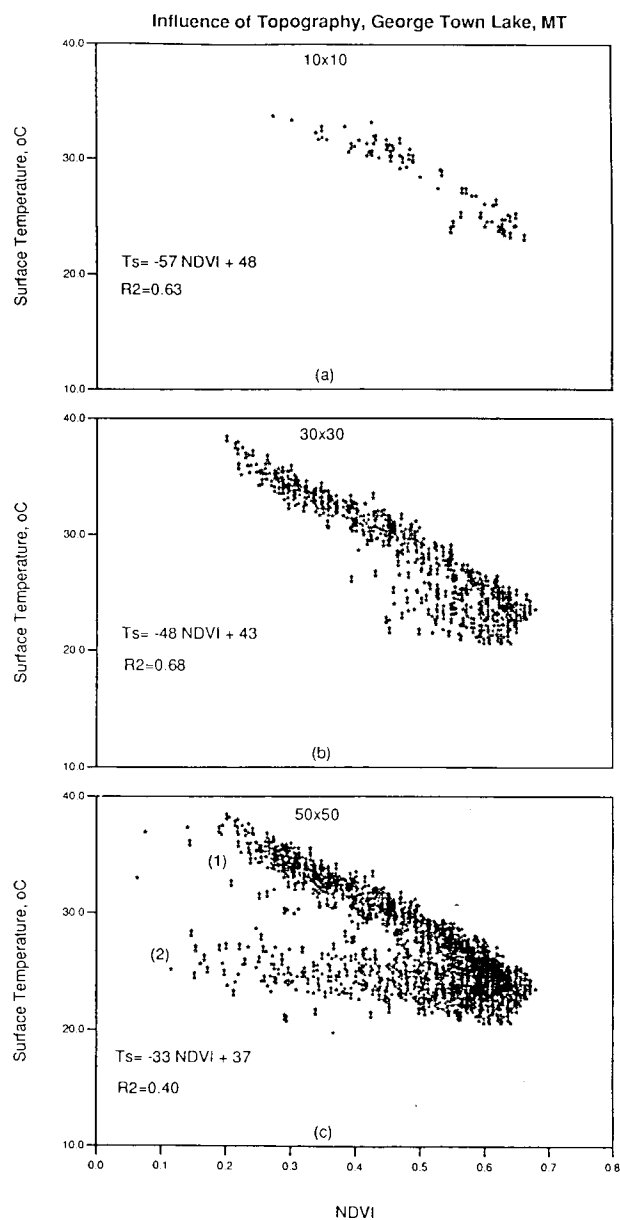 Influence of Topography, George Town Lake, MT
40.0
10x10
30.0
Surface Temperature, oC
Ts= -57 NDVI + 48
20.0
R2=0.63
(a)
10.0
40.0
30x30
30.0
Surface Temperature, oC
Ts= -48 NDVI + 43
20.0
R2=0.68
(b)
10.0
40.0
50x50
(1)
30.0
Surface Temperature, oC
(2)
20.0
Ts= -33 NDVI + 37
R2=0.40
(c)
10.0
0.0 0.1 0.2 0.3 0.4 0.5 0.6 0.7 0.8
NDVI